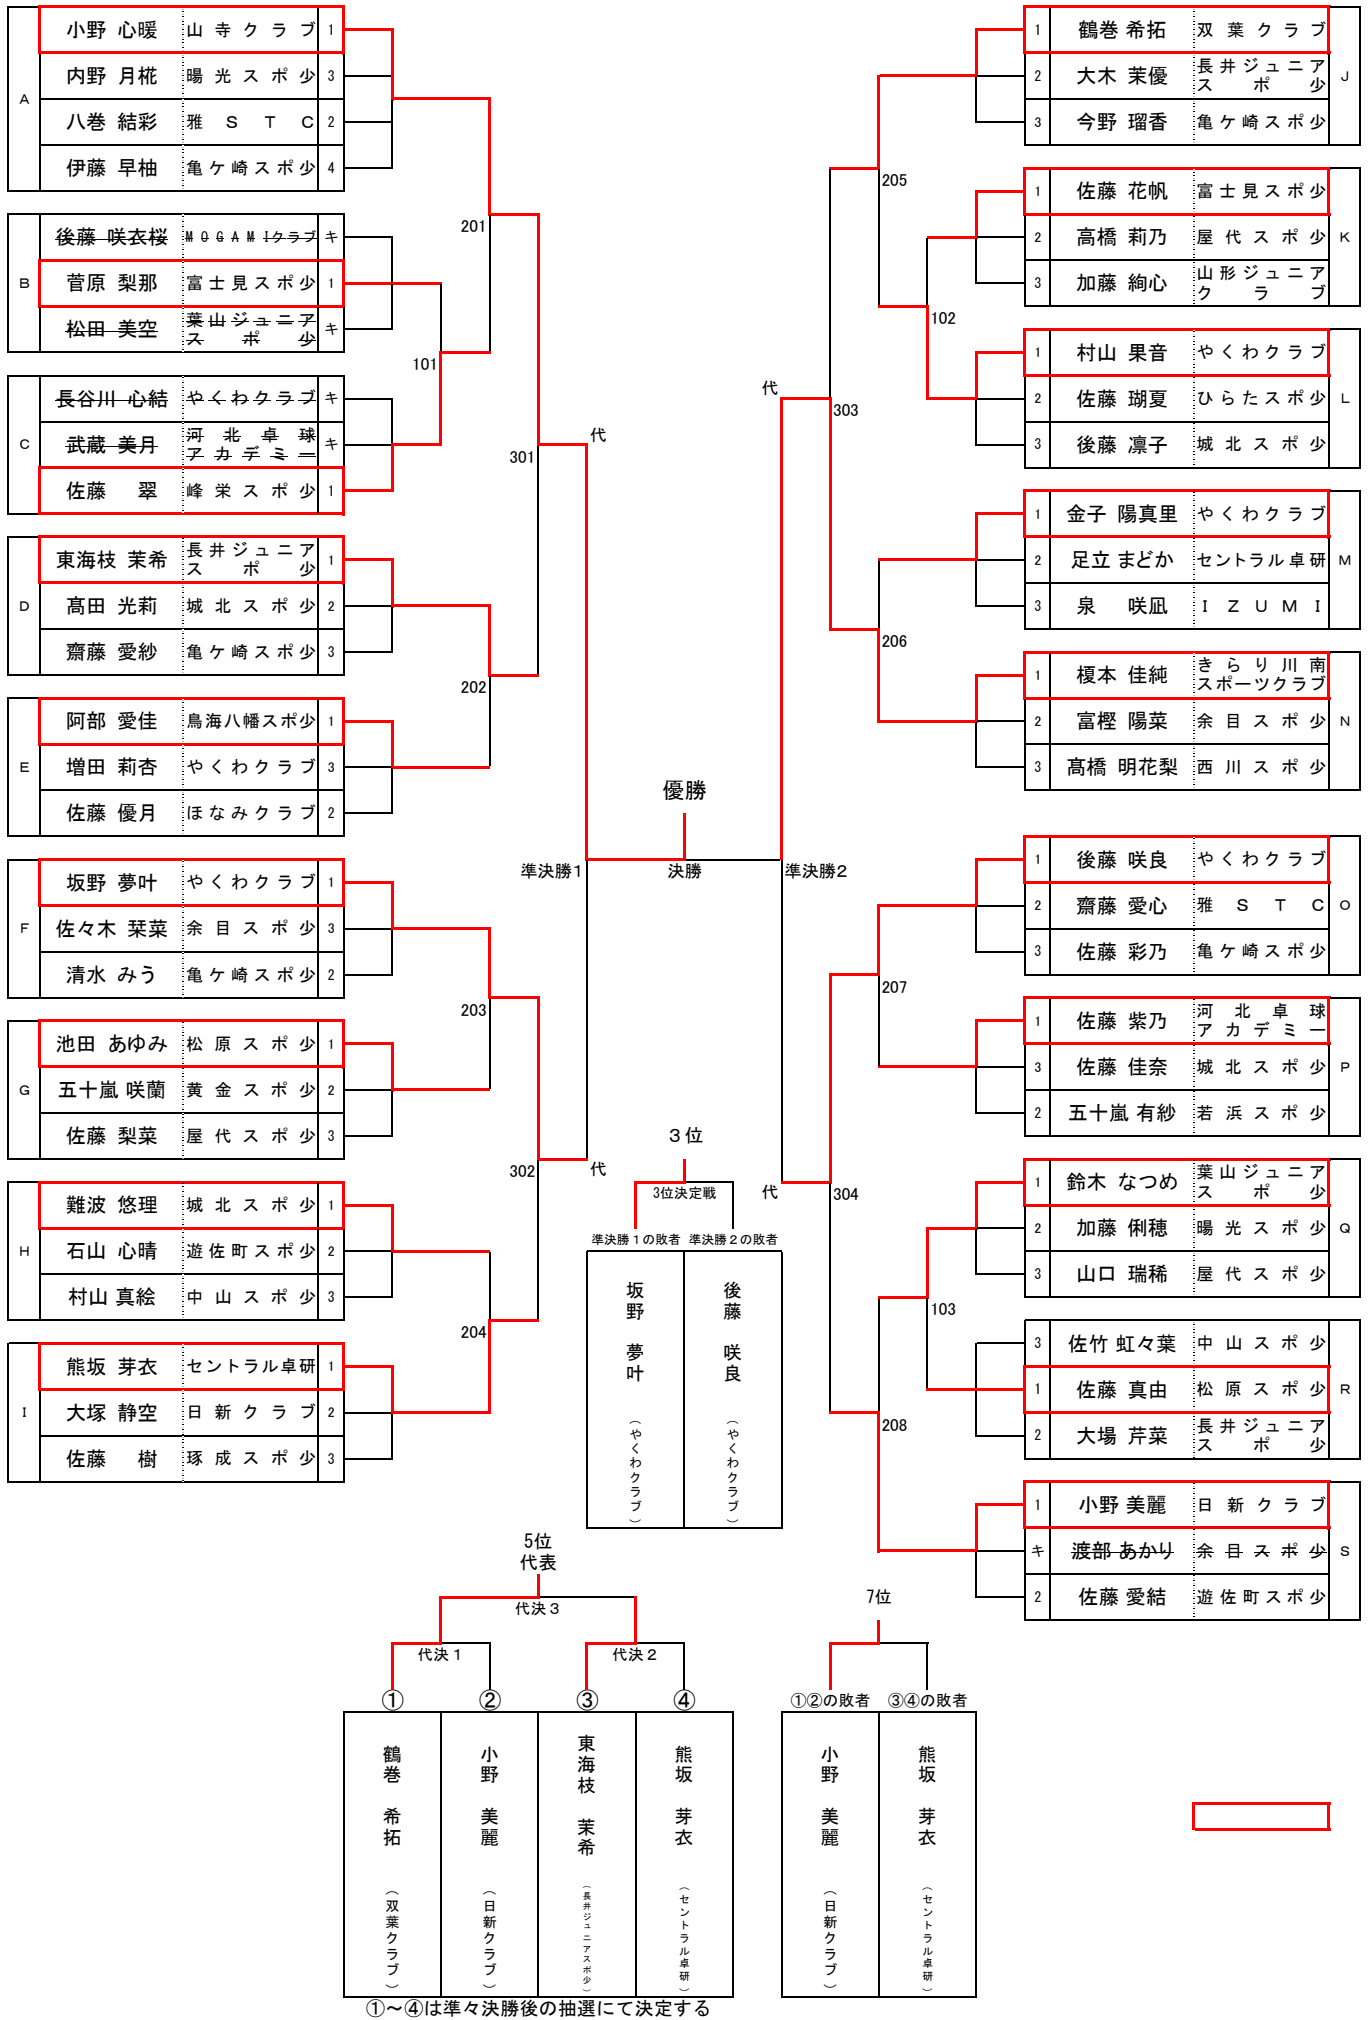 A
小野 心暖 山寺クラブ 1
内野 月椛 暘光スポ少 3
八巻 結彩 雅STC 2
伊藤 早柚 亀ケ崎スポ少 4
B
後藤 咲衣桜 MOGAMIクラブ キ
菅原 梨那 富士見スポ少 1
松田 美空 葉山ジュニアスポ少 キ
C
長谷川 心結 やくわクラブ キ
武蔵 美月 河北卓球アカデミー キ
佐藤 翠 峰栄スポ少 1
D
東海枝 茉希 長井ジュニアスポ少 1
髙田 光莉 城北スポ少 2
齋藤 愛紗 亀ケ崎スポ少 3
E
阿部 愛佳 鳥海八幡スポ少 1
増田 莉杏 やくわクラブ 3
佐藤 優月 ほなみクラブ 2
F
坂野 夢叶 やくわクラブ 1
佐々木 栞菜 余目スポ少 3
清水 みう 亀ケ崎スポ少 2
G
池田 あゆみ 松原スポ少 1
五十嵐 咲蘭 黄金スポ少 2
佐藤 梨菜 屋代スポ少 3
H
難波 悠理 城北スポ少 1
石山 心晴 遊佐町スポ少 2
村山 真絵 中山スポ少 3
I
熊坂 芽衣 セントラル卓研 1
大塚 静空 日新クラブ 2
佐藤 樹 琢成スポ少 3
101
201
202
203
204
301
302
代
代
準決勝1
優勝
決勝
準決勝2
代
代
303
304
205
206
207
208
102
103
J
1 鶴巻 希拓 双葉クラブ
2 大木 茉優 長井ジュニアスポ少
3 今野 瑠香 亀ケ崎スポ少
K
1 佐藤 花帆 富士見スポ少
2 高橋 莉乃 屋代スポ少
3 加藤 絢心 山形ジュニアクラブ
L
1 村山 果音 やくわクラブ
2 佐藤 瑚夏 ひらたスポ少
3 後藤 凛子 城北スポ少
M
1 金子 陽真里 やくわクラブ
2 足立 まどか セントラル卓研
3 泉 咲凪 IZUMI
N
1 榎本 佳純 きらり川南スポーツクラブ
2 富樫 陽菜 余目スポ少
3 髙橋 明花梨 西川スポ少
O
1 後藤 咲良 やくわクラブ
2 齋藤 愛心 雅STC
3 佐藤 彩乃 亀ケ崎スポ少
P
1 佐藤 紫乃 河北卓球アカデミー
3 佐藤 佳奈 城北スポ少
2 五十嵐 有紗 若浜スポ少
Q
1 鈴木 なつめ 葉山ジュニアスポ少
2 加藤 俐穂 暘光スポ少
3 山口 瑞稀 屋代スポ少
R
3 佐竹 虹々葉 中山スポ少
1 佐藤 真由 松原スポ少
2 大場 芹菜 長井ジュニアスポ少
S
1 小野 美麗 日新クラブ
キ 渡部 あかり 余目スポ少
2 佐藤 愛結 遊佐町スポ少
3位
3位決定戦
準決勝1の敗者 準決勝2の敗者
坂野 夢叶 (やくわクラブ)
後藤 咲良 (やくわクラブ)
5位
代表
代決3
代決1
代決2
① ② ③ ④
鶴巻 希拓 (双葉クラブ)
小野 美麗 (日新クラブ)
東海枝 茉希 (長井ジュニアスポ少)
熊坂 芽衣 (セントラル卓研)
①~④は準々決勝後の抽選にて決定する
7位
①②の敗者 ③④の敗者
小野 美麗 (日新クラブ)
熊坂 芽衣 (セントラル卓研)